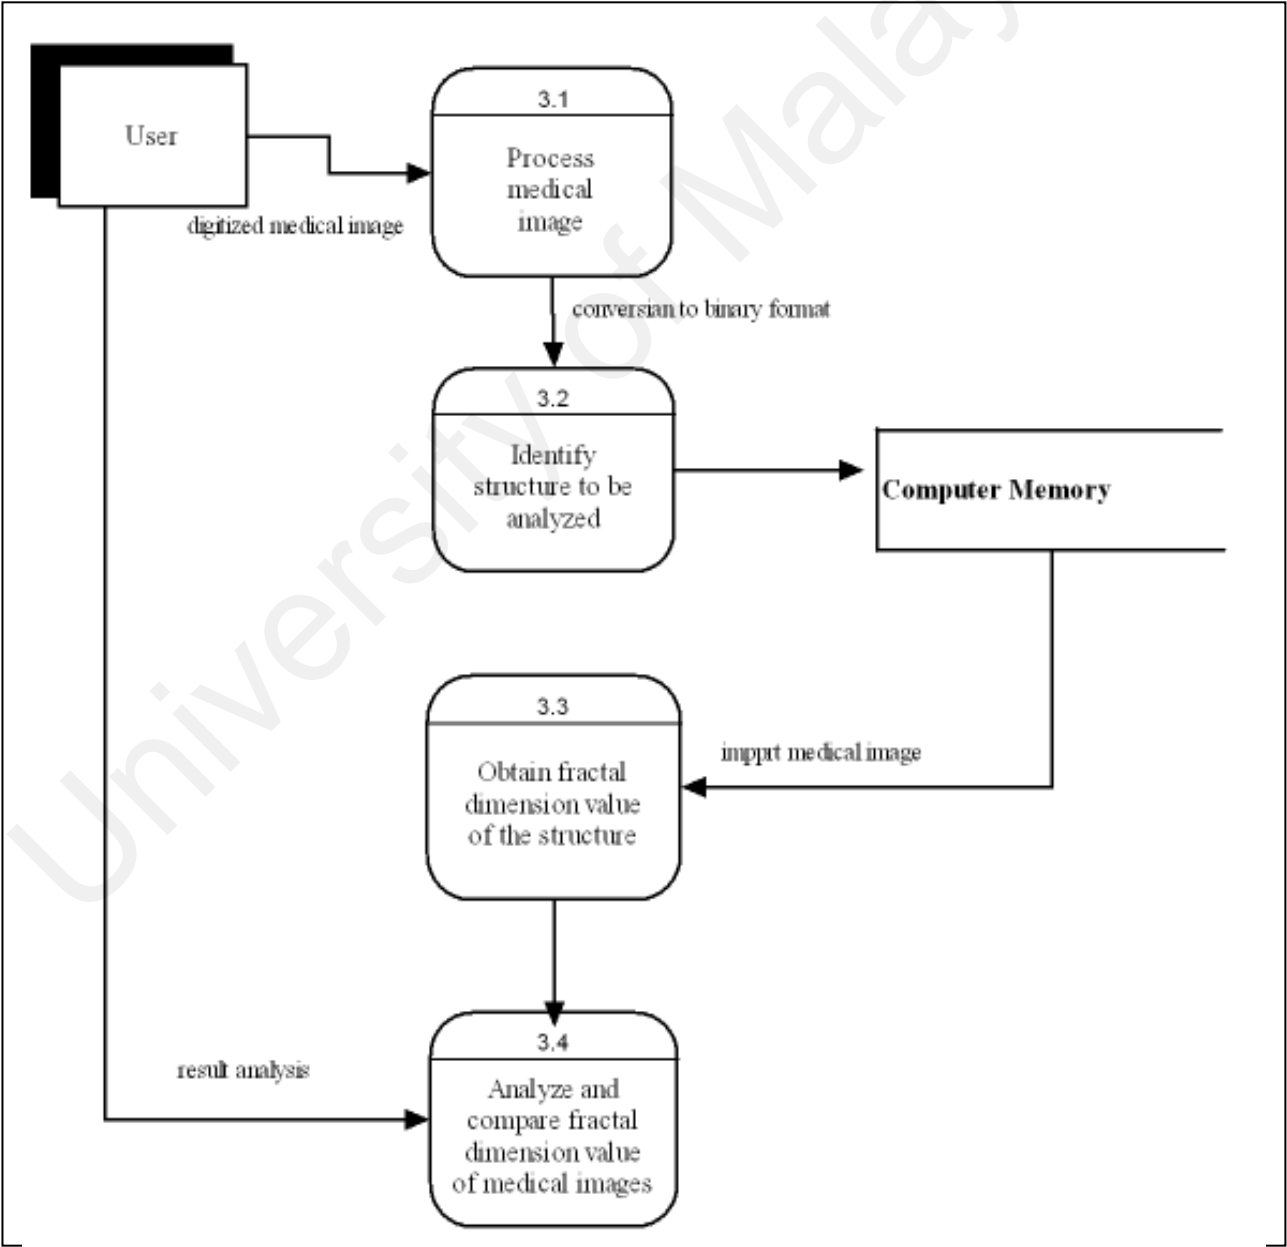 User
digitized medical image
3.1
Process
medical
image
conversian to binary format
3.2
Identify
structure to be
analyzed
Computer Memory
3.3
Obtain fractal
dimension value
of the structure
impprt medical image
3.4
Analyze and
compare fractal
dimension value
of medical images
result analysis
University of Malay